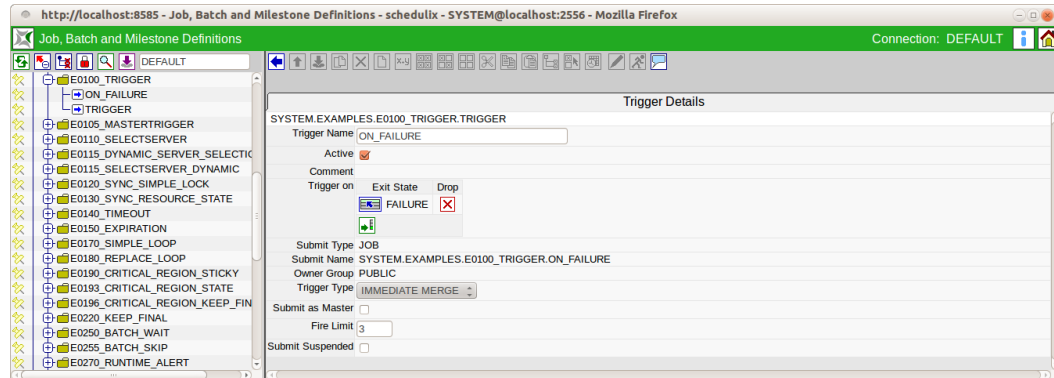 http://localhost:8585 - Job, Batch and Milestone Definitions - schedulix - SYSTEM@localhost:2556 - Mozilla Firefox
Job, Batch and Milestone Definitions
Connection: DEFAULT
DEFAULT
E0100_TRIGGER
ON_FAILURE
TRIGGER
E0105_MASTERTRIGGER
E0110_SELECTSERVER
E0115_DYNAMIC_SERVER_SELECTIO
E0115_SELECTSERVER_DYNAMIC
E0120_SYNC_SIMPLE_LOCK
E0130_SYNC_RESOURCE_STATE
E0140_TIMEOUT
E0150_EXPIRATION
E0170_SIMPLE_LOOP
E0180_REPLACE_LOOP
E0190_CRITICAL_REGION_STICKY
E0193_CRITICAL_REGION_STATE
E0196_CRITICAL_REGION_KEEP_FIN
E0220_KEEP_FINAL
E0250_BATCH_WAIT
E0255_BATCH_SKIP
E0270_RUNTIME_ALERT
Trigger Details
SYSTEM.EXAMPLES.E0100_TRIGGER.TRIGGER
Trigger Name ON_FAILURE
Active
Comment
Trigger on Exit State Drop
FAILURE
Submit Type JOB
Submit Name SYSTEM.EXAMPLES.E0100_TRIGGER.ON_FAILURE
Owner Group PUBLIC
Trigger Type IMMEDIATE MERGE
Submit as Master
Fire Limit 3
Submit Suspended